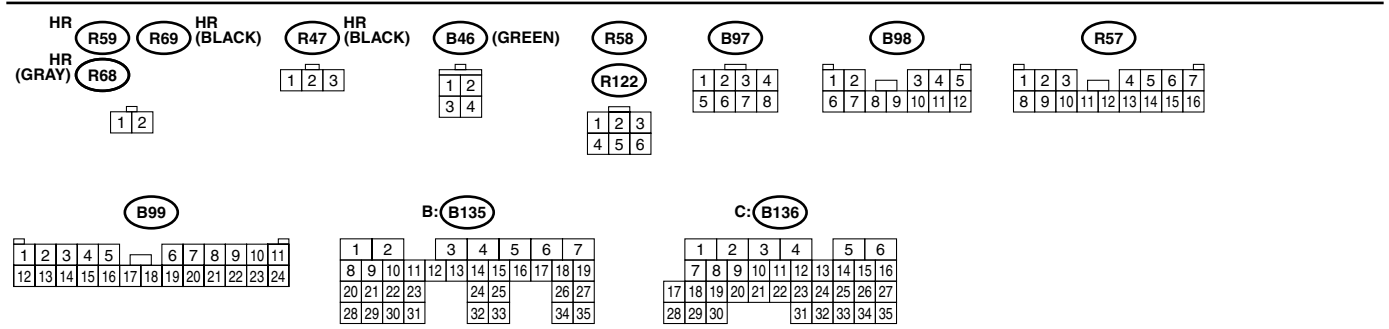 HR R59 R69 HR (BLACK) R47 HR (BLACK) B46 (GREEN) R58 B97 B98 R57
HR (GRAY) R68 R122
1 2
1 2 3
1 2
3 4
1 2 3
4 5 6
1 2 3 4
5 6 7 8
1 2 3 4 5
6 7 8 9 10 11 12
1 2 3 4 5 6 7
8 9 10 11 12 13 14 15 16
B99 B: B135 C: B136
1 2 3 4 5 6 7 8 9 10 11
12 13 14 15 16 17 18 19 20 21 22 23 24
1 2 3 4 5 6 7
8 9 10 11 12 13 14 15 16 17 18 19
20 21 22 23 24 25 26 27
28 29 30 31 32 33 34 35
1 2 3 4 5 6
7 8 9 10 11 12 13 14 15 16
17 18 19 20 21 22 23 24 25 26 27
28 29 30 31 32 33 34 35